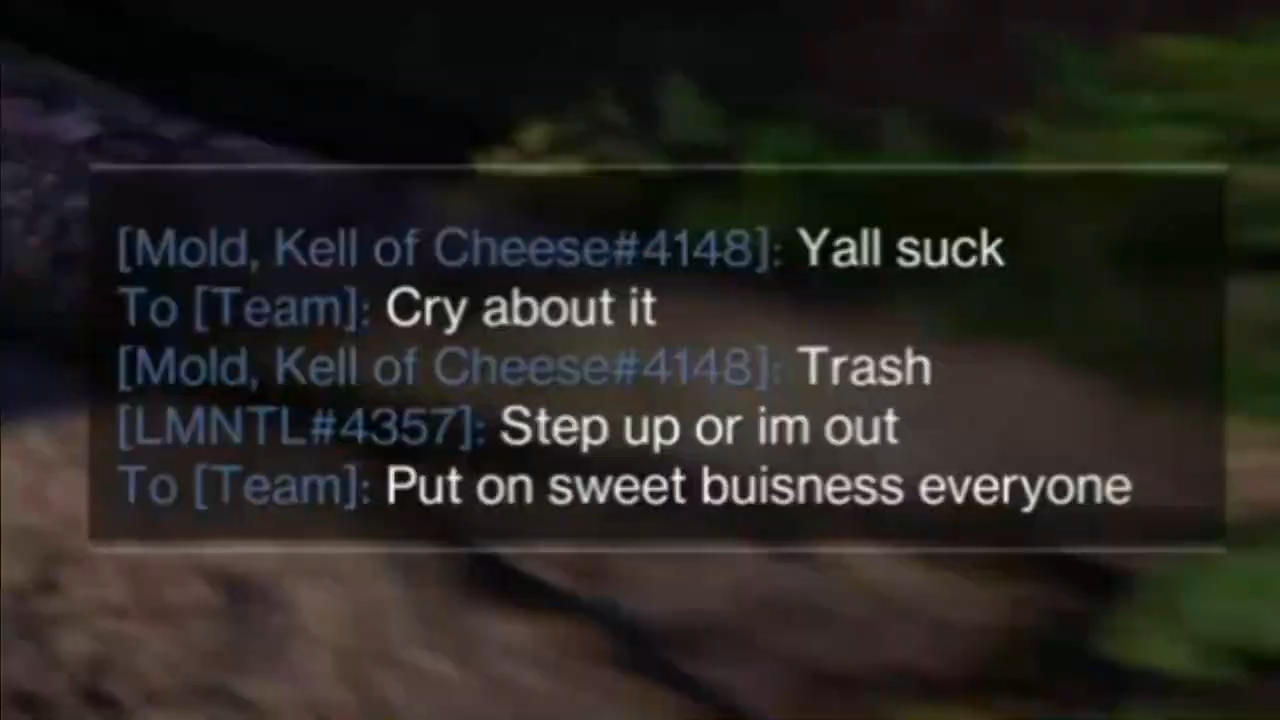 [Mold, Kell of Cheese#4148]: Yall suck
To [Team]: Cry about it
[Mold, Kell of Cheese#4148]: Trash
[LMNTL#4357]: Step up or im out
To [Team]: Put on sweet buisness everyone